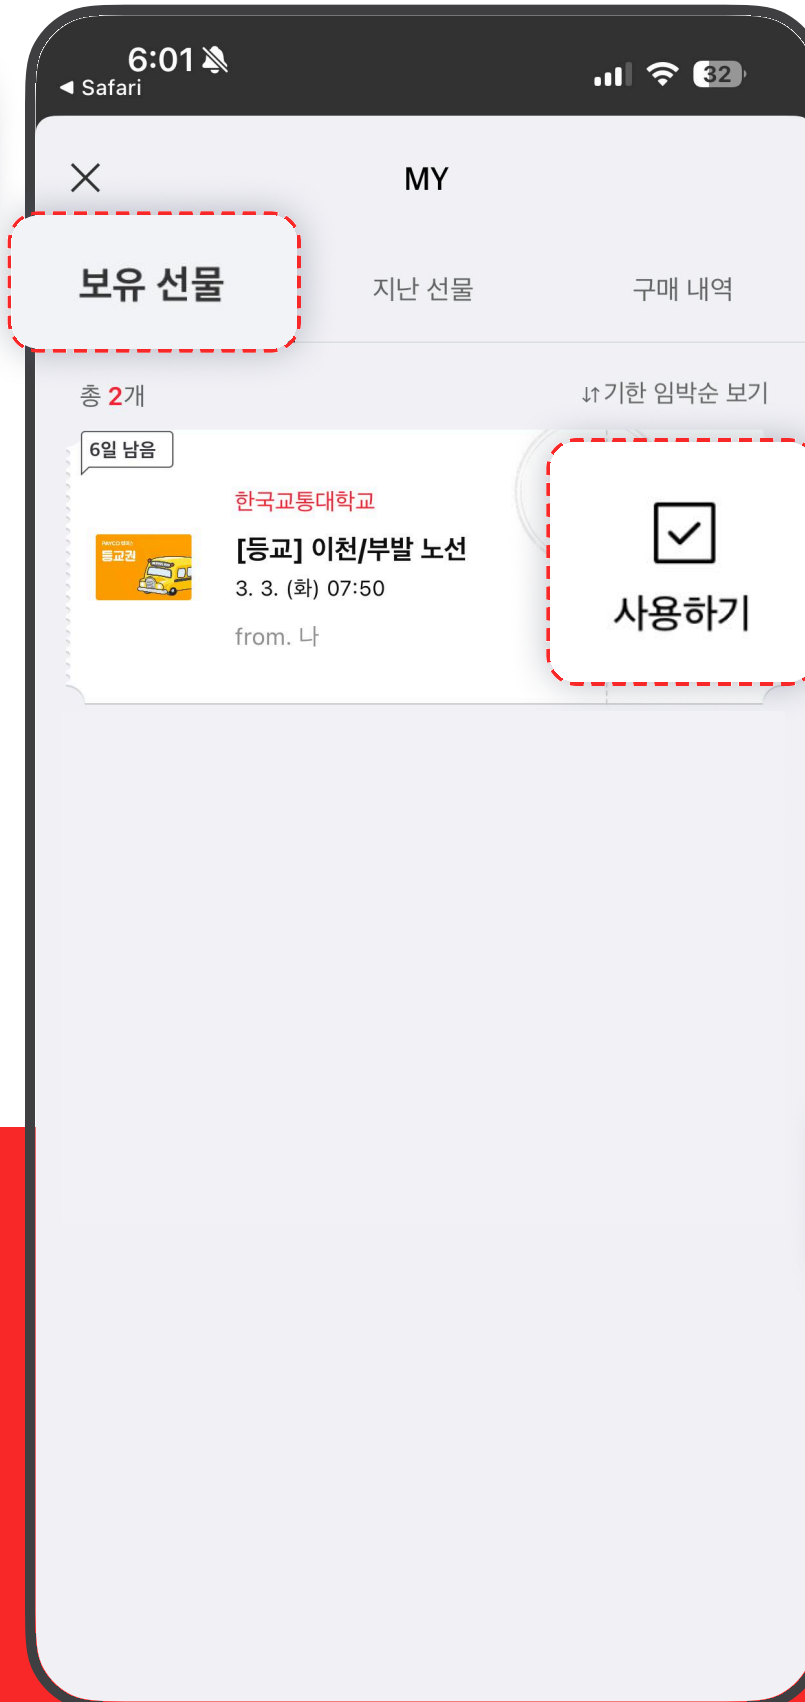 6:01
◀ Safari
32
MY
보유 선물
지난 선물
구매 내역
총 2개
↓↑기한 임박순 보기
6일 남음
한국교통대학교
등교권
[등교] 이천/부발 노선
3. 3. (화) 07:50
from. 나
사용하기